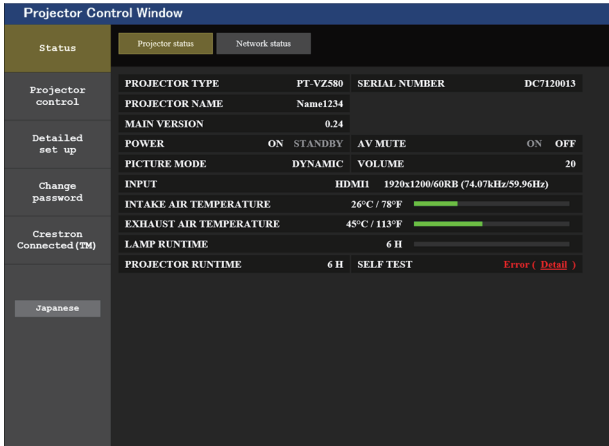 Projector Control Window
Status
Projector control
Detailed set up
Change password
Crestron Connected(TM)
Japanese
Projector status Network status
PROJECTOR TYPE PT-VZ580 SERIAL NUMBER DC7120013
PROJECTOR NAME Name1234
MAIN VERSION 0.24
POWER ON STANDBY AV MUTE ON OFF
PICTURE MODE DYNAMIC VOLUME 20
INPUT HDMI1 1920x1200/60RB (74.07kHz/59.96Hz)
INTAKE AIR TEMPERATURE 26°C / 78°F
EXHAUST AIR TEMPERATURE 45°C / 113°F
LAMP RUNTIME 6 H
PROJECTOR RUNTIME 6 H SELF TEST Error ( Detail )